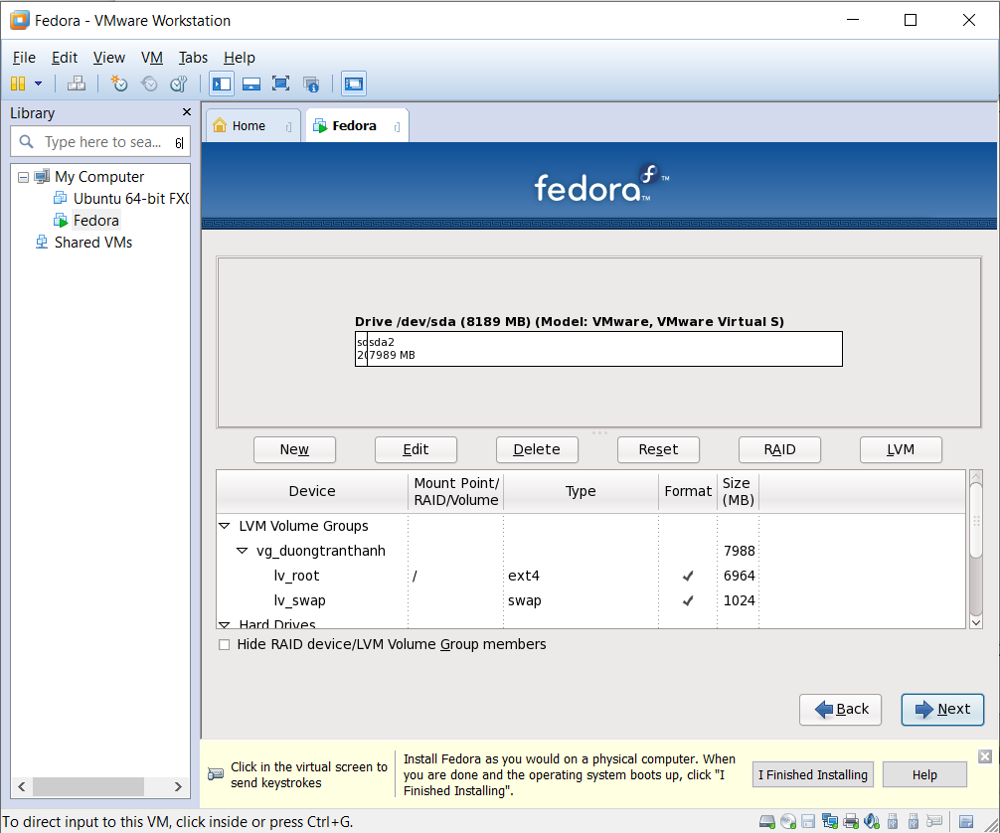 Fedora - VMware Workstation
File Edit View VM Tabs Help
Library
Type here to sea...
My Computer
Ubuntu 64-bit FX
Fedora
Shared VMs
Home
Fedora
fedora™
Drive /dev/sda (8189 MB) (Model: VMware, VMware Virtual S)
sda2
7989 MB
New Edit Delete Reset RAID LVM
Device
Mount Point/
RAID/Volume
Type
Format
Size
(MB)
LVM Volume Groups
vg_duongtranthanh 7988
lv_root / ext4 ✓ 6964
lv_swap swap ✓ 1024
Hard Drives
Hide RAID device/LVM Volume Group members
Back Next
Click in the virtual screen to
send keystrokes
Install Fedora as you would on a physical computer. When
you are done and the operating system boots up, click "I
Finished Installing".
I Finished Installing
Help
To direct input to this VM, click inside or press Ctrl+G.